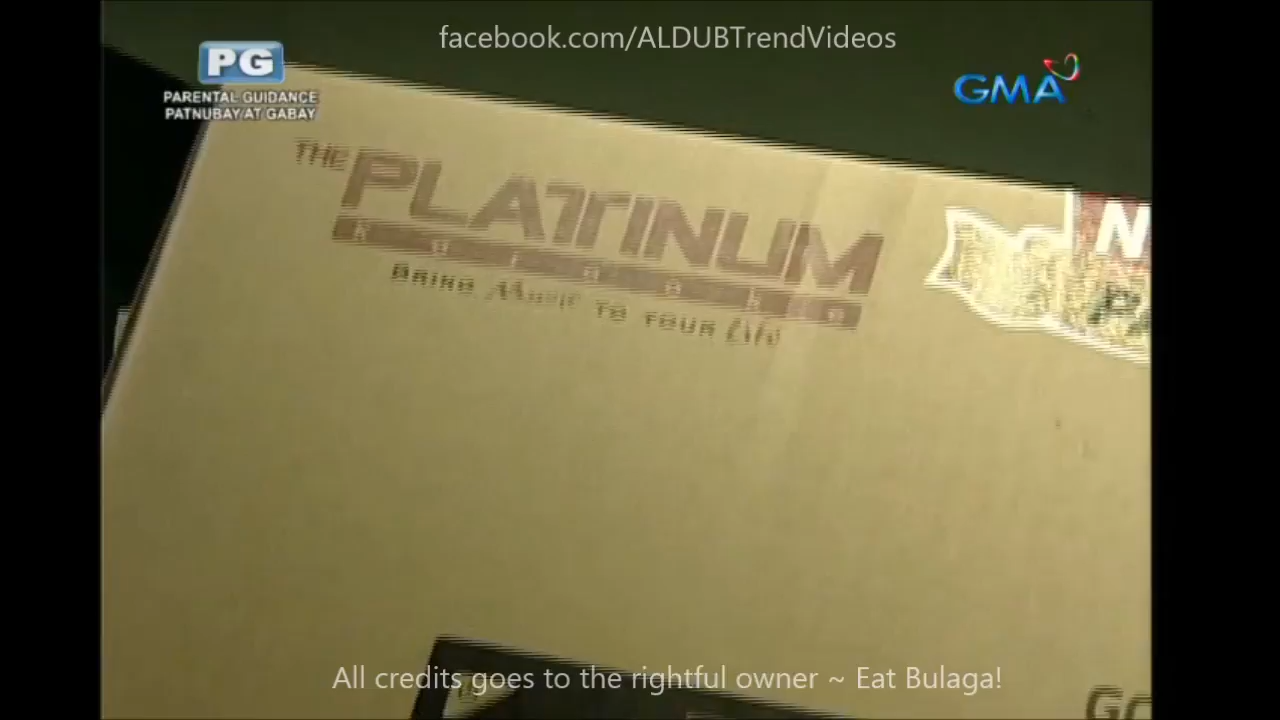 facebook.com/ALDUBTrendVideos
PG
PARENTAL GUIDANCE
PATNUBAY AT GABAY
GMA
THE PLATINUM
KARAOKE
BRING MUSIC TO YOUR LIFE
All credits goes to the rightful owner ~ Eat Bulaga!